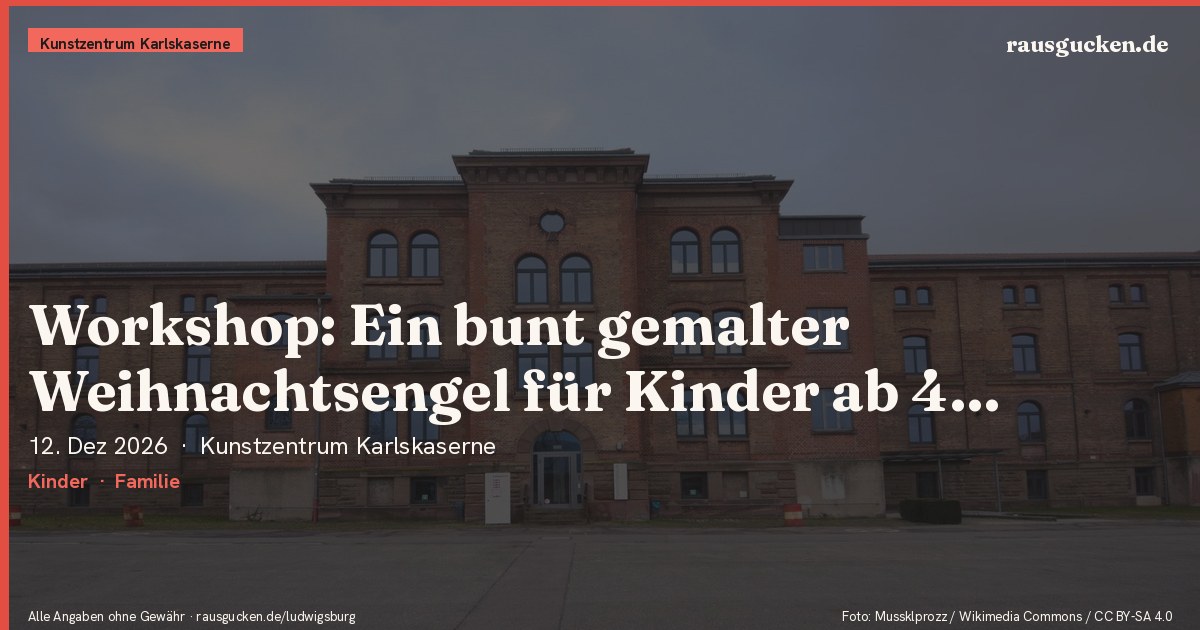 Kunstzentrum Karlskaserne
rausgucken.de
Workshop: Ein bunt gemalter
Weihnachtsengel für Kinder ab 4...
12. Dez 2026 · Kunstzentrum Karlskaserne
Kinder · Familie
Alle Angaben ohne Gewähr · rausgucken.de/ludwigsburg
Foto: Mussklprozz / Wikimedia Commons / CC BY-SA 4.0